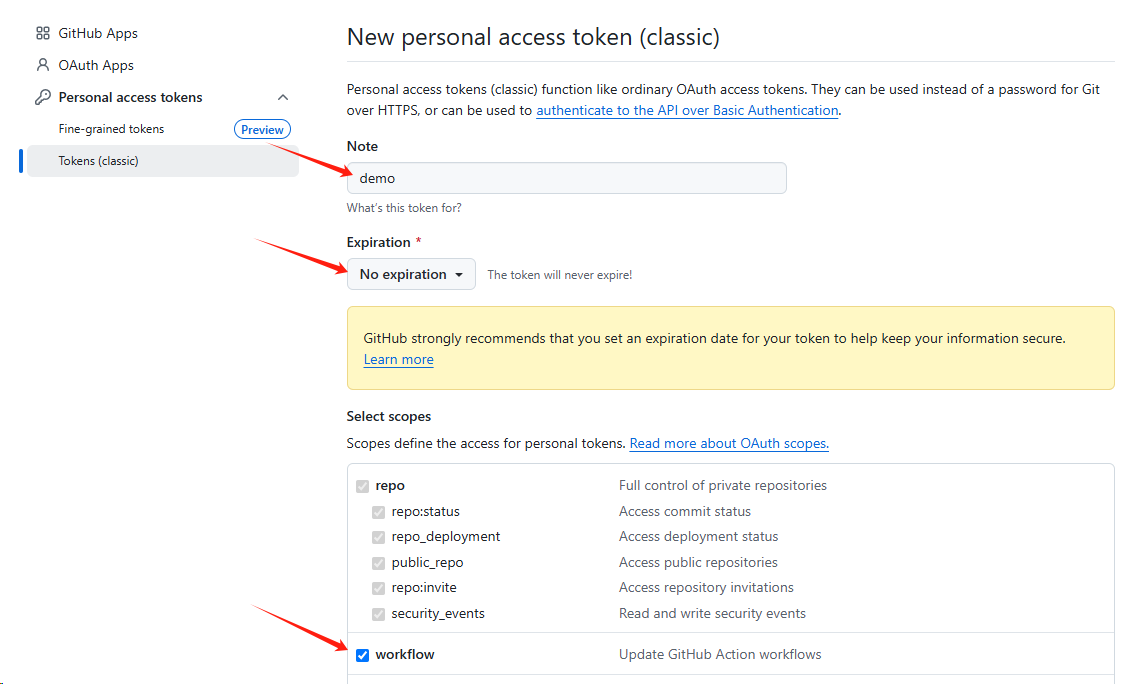 GitHub Apps
OAuth Apps
Personal access tokens
Fine-grained tokens
Preview
Tokens (classic)
New personal access token (classic)
Personal access tokens (classic) function like ordinary OAuth access tokens. They can be used instead of a password for Git
over HTTPS, or can be used to authenticate to the API over Basic Authentication.
Note
demo
What's this token for?
Expiration *
No expiration
The token will never expire!
GitHub strongly recommends that you set an expiration date for your token to help keep your information secure.
Learn more
Select scopes
Scopes define the access for personal tokens. Read more about OAuth scopes.
repo Full control of private repositories
repo:status Access commit status
repo_deployment Access deployment status
public_repo Access public repositories
repo:invite Access repository invitations
security_events Read and write security events
workflow Update GitHub Action workflows